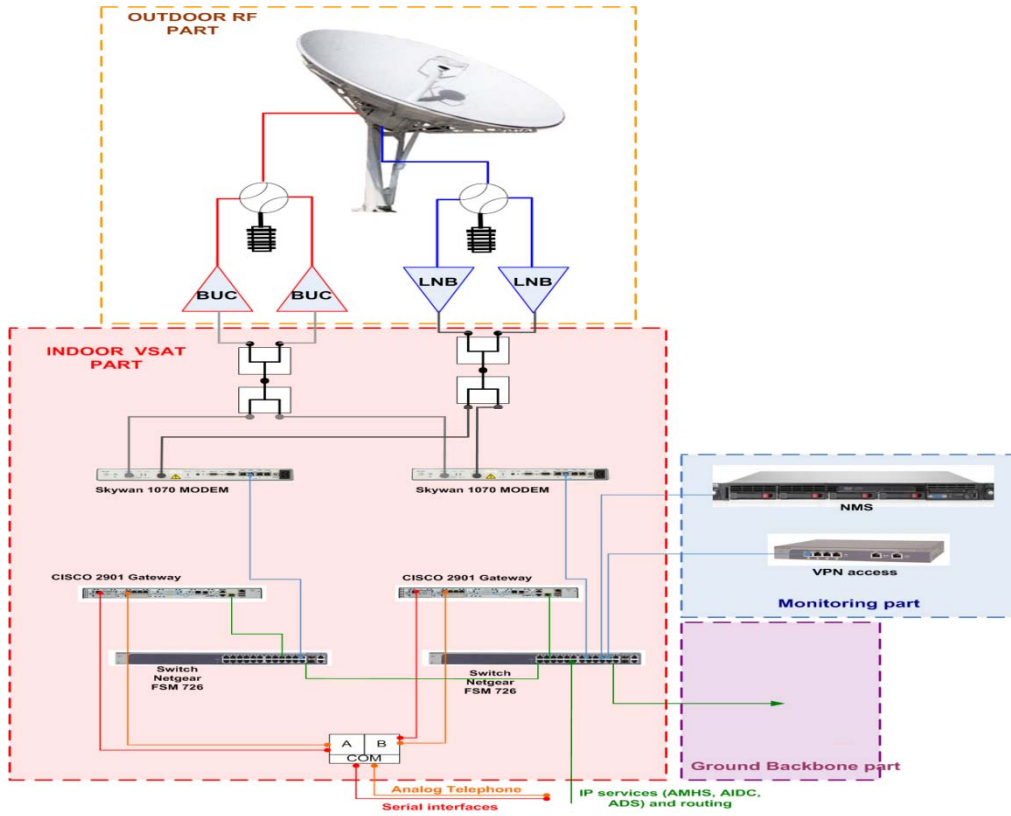 OUTDOOR RF
PART
BUC
BUC
LNB
LNB
INDOOR VSAT
PART
Skywan 1070 MODEM
Skywan 1070 MODEM
NMS
VPN access
Monitoring part
CISCO 2901 Gateway
CISCO 2901 Gateway
Switch
Netgear
FSM 726
Switch
Netgear
FSM 726
A
B
COM
Ground Backbone part
Analog Telephone
Serial interfaces
IP services (AMHS, AIDC,
ADS) and routing